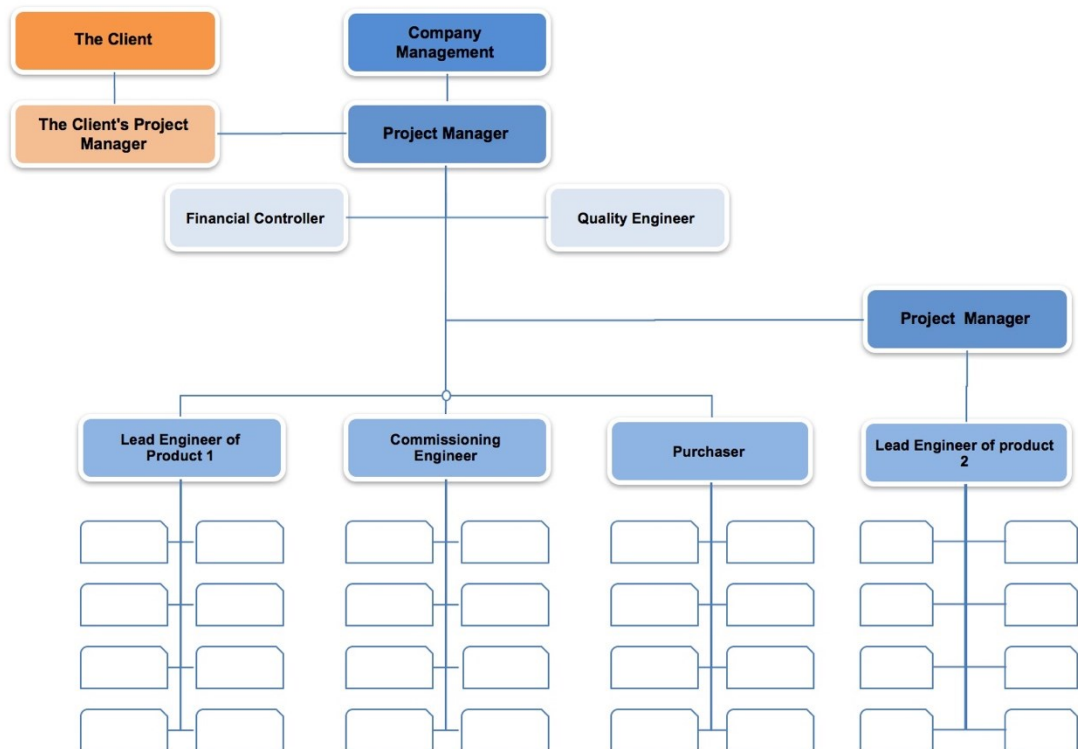 The Client
Company
Management
The Client's Project
Manager
Project Manager
Financial Controller
Quality Engineer
Project Manager
Lead Engineer of
Product 1
Commissioning
Engineer
Purchaser
Lead Engineer of product
2